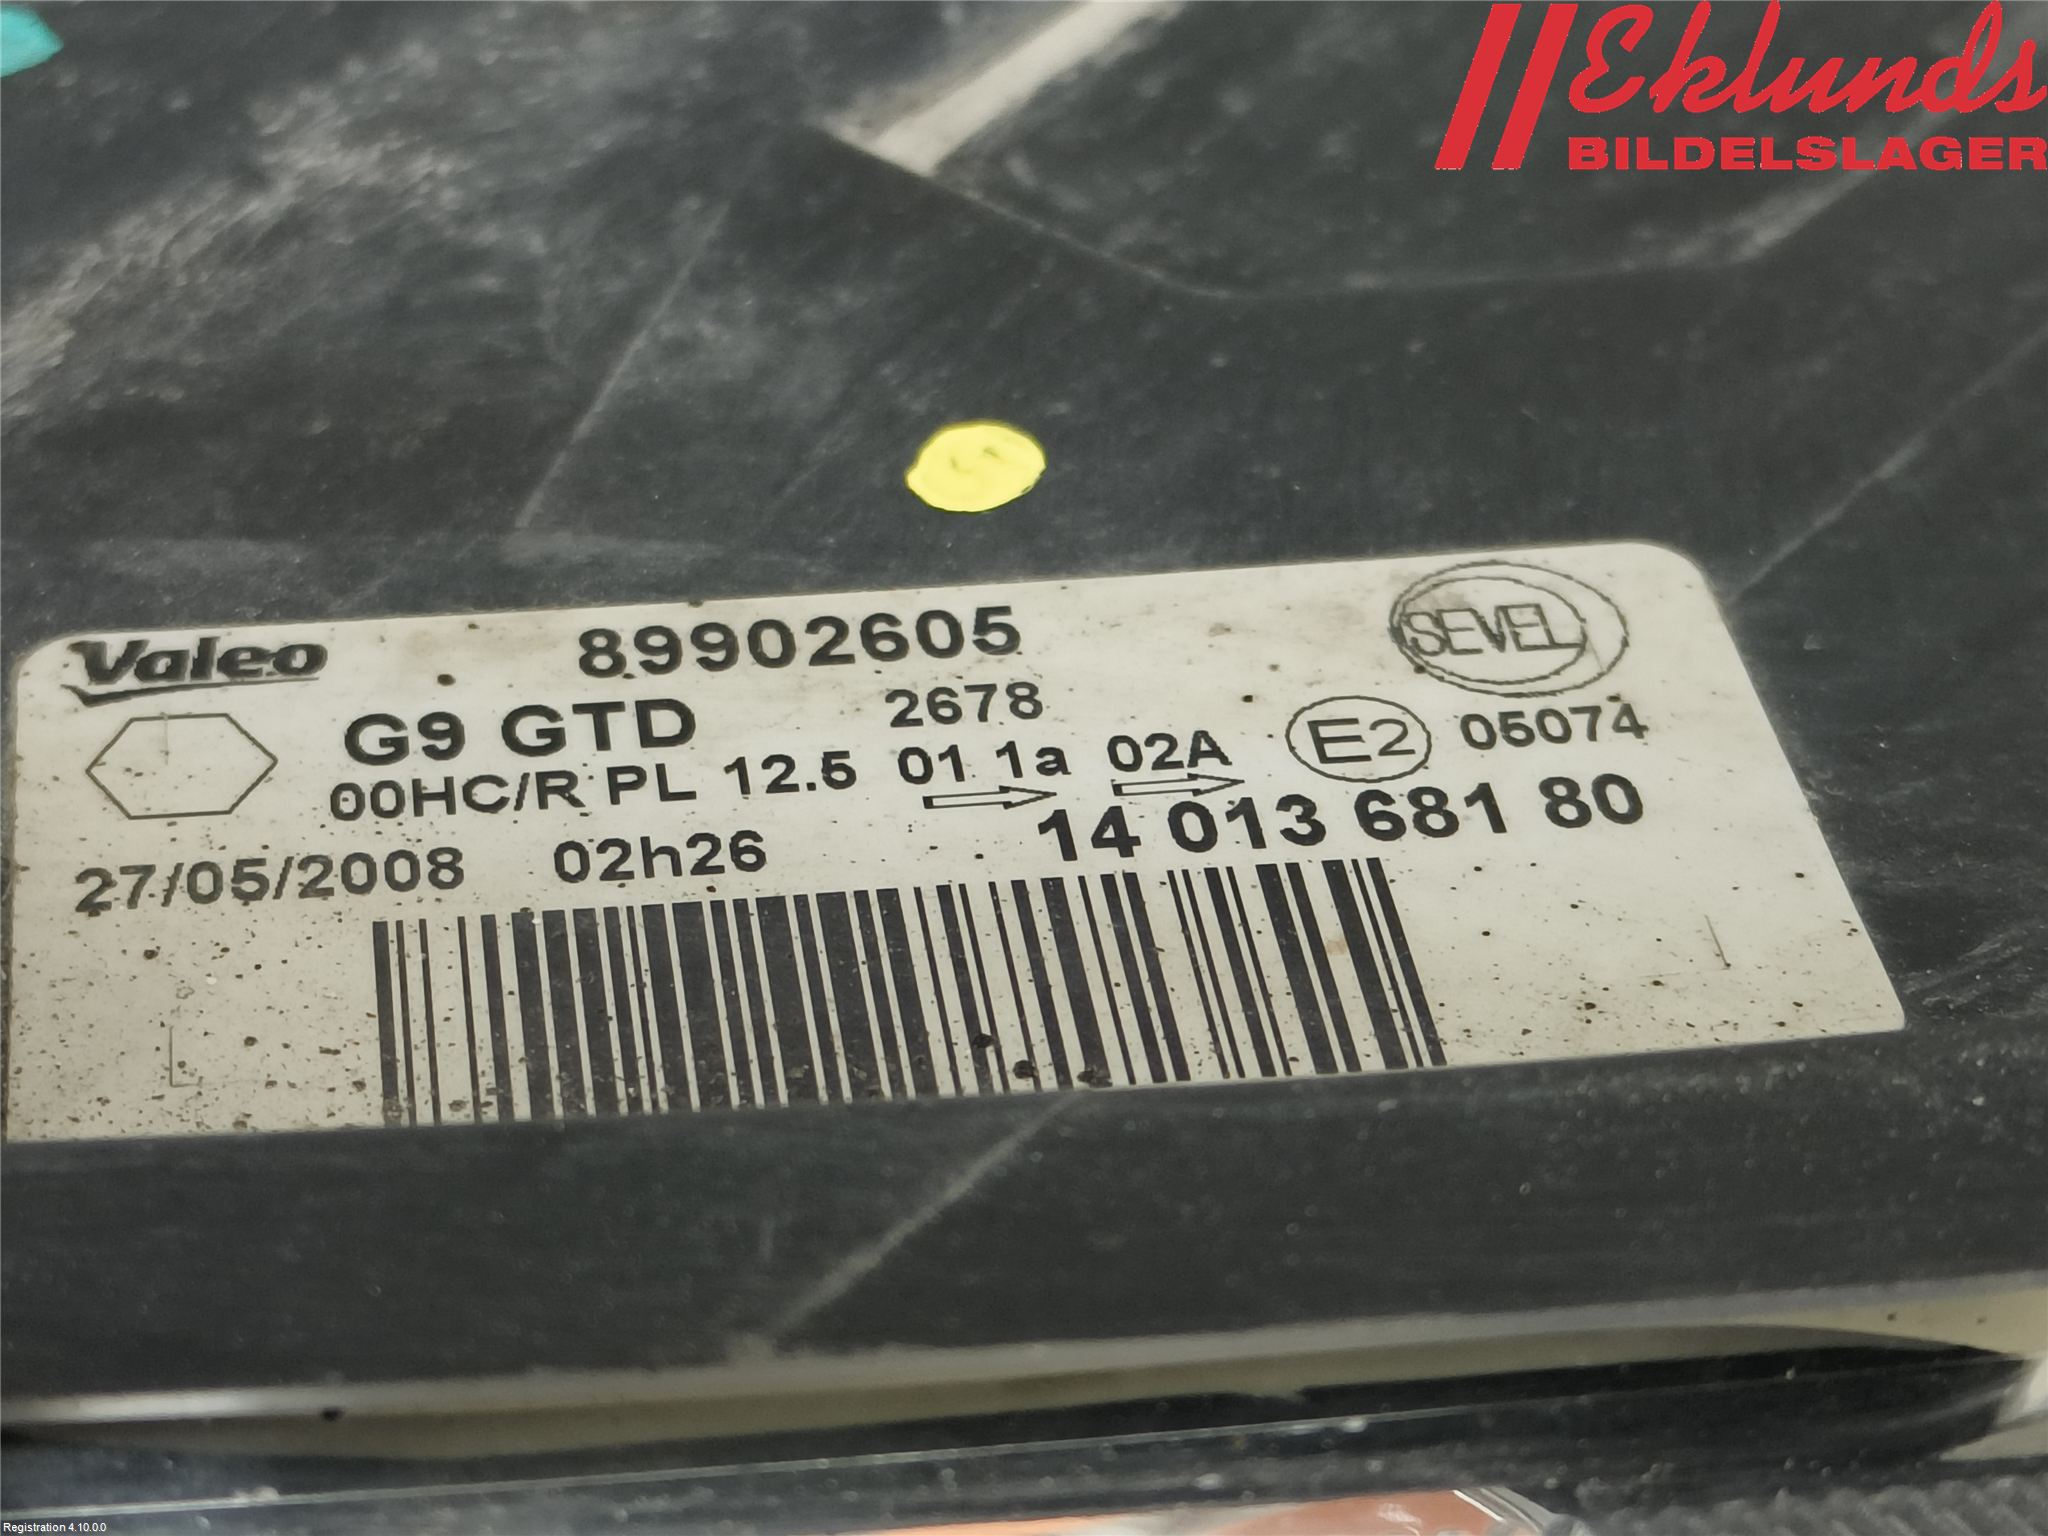 Eklunds
BILDELSLAGER
Valeo 89902605 SEVEL
G9 GTD 2678
00HC/R PL 12.5 01 1a 02A E2 05074
14 013 681 80
27/05/2008 02h26
Registration 4.10.0.0